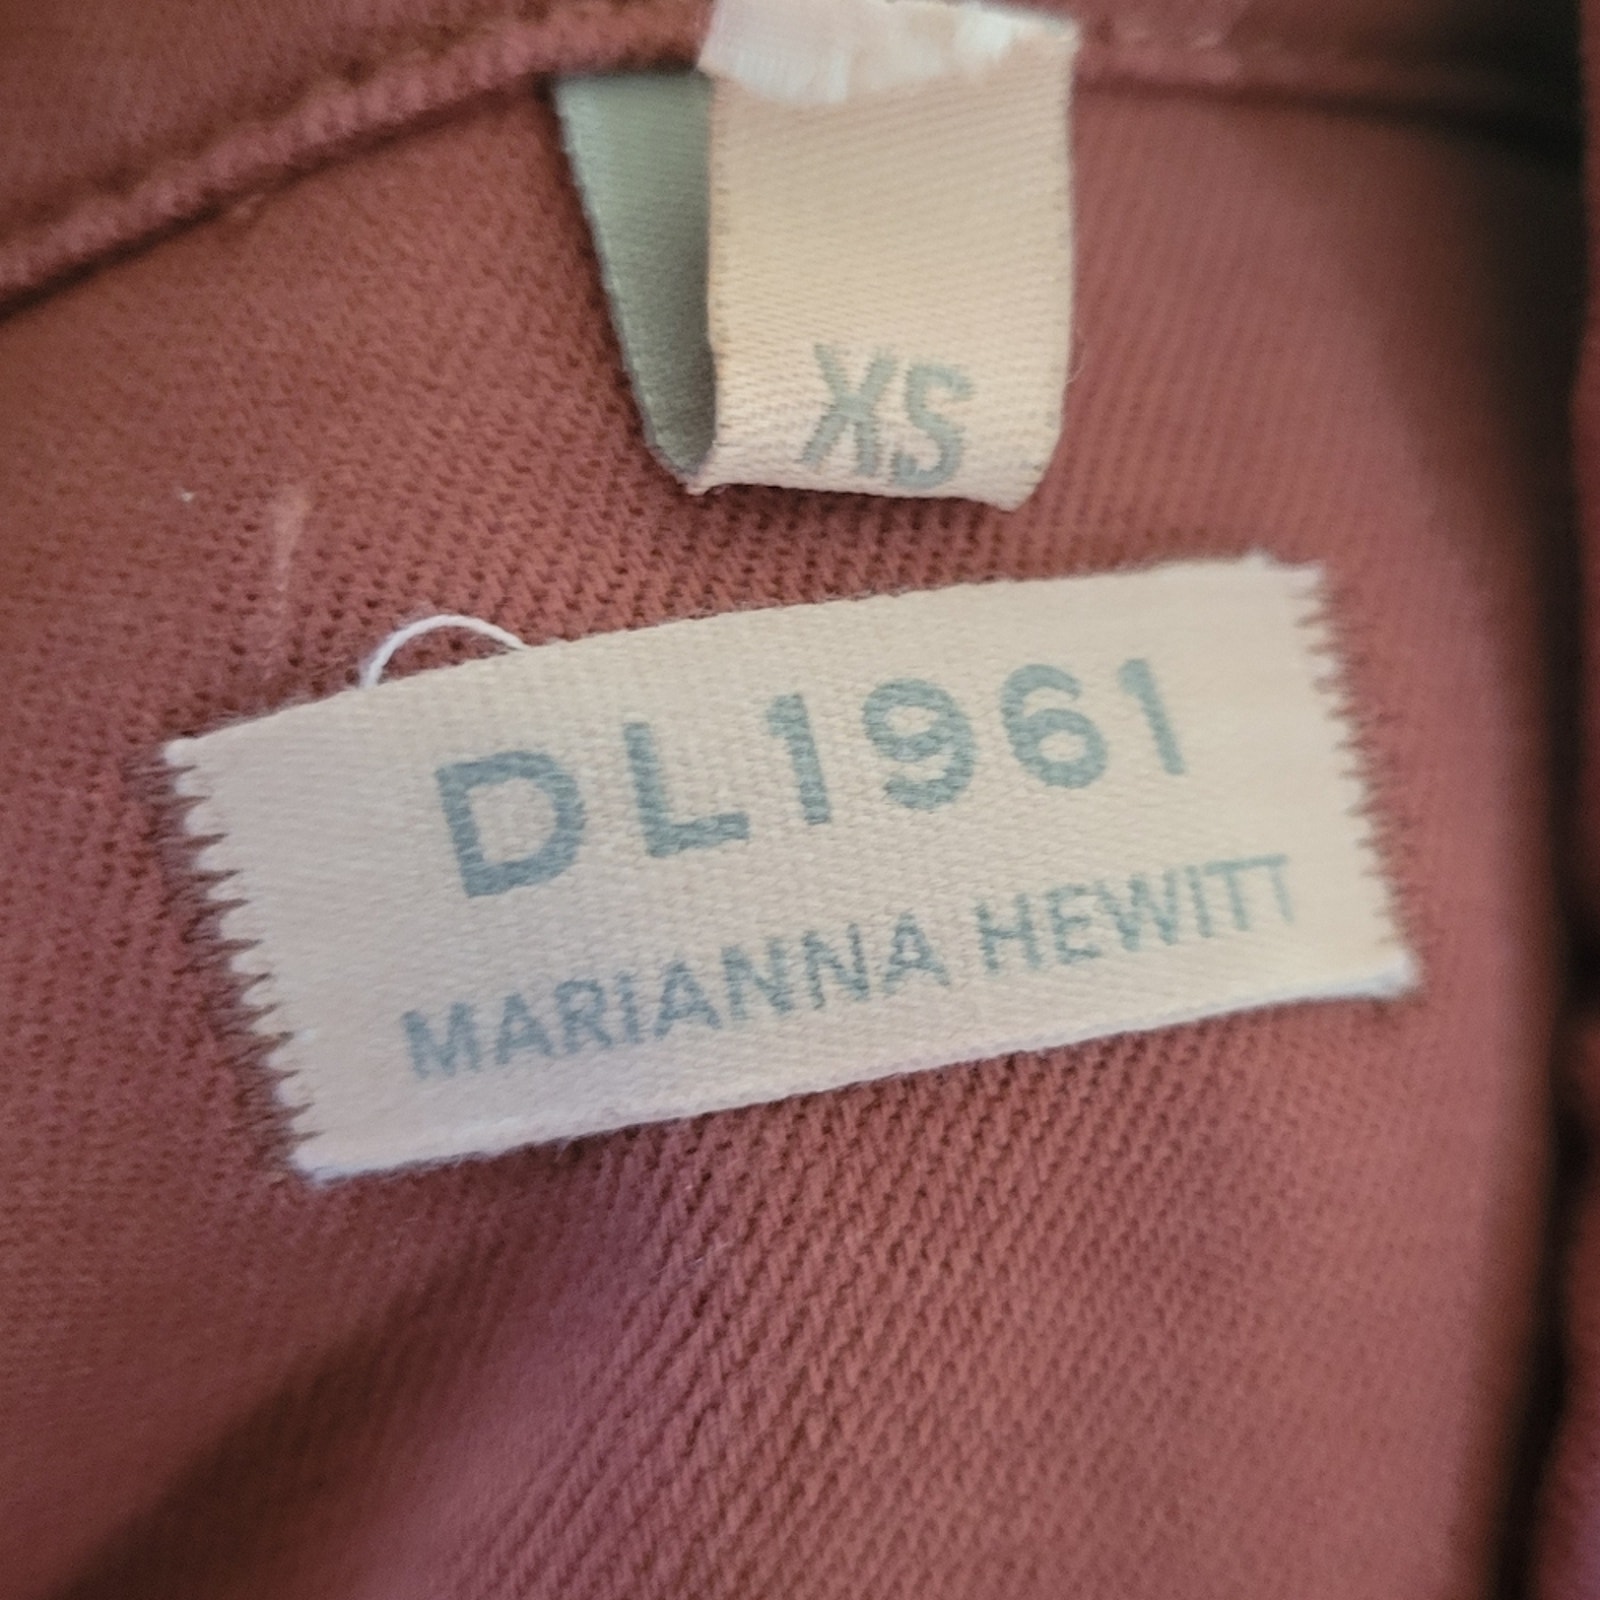 XS
DL1961
MARIANNA HEWITT